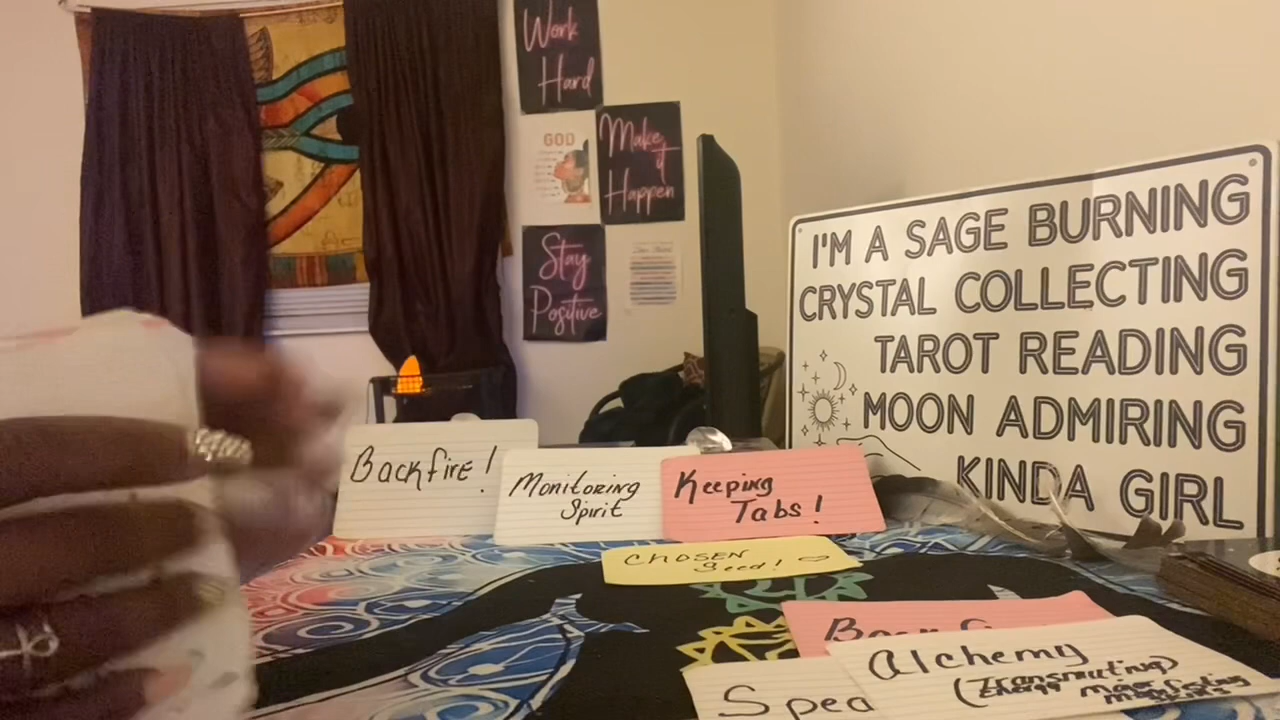 Work
Hard
GOD
Make
it
Happen
Stay
Positive
I'M A SAGE BURNING
CRYSTAL COLLECTING
TAROT READING
MOON ADMIRING
KINDA GIRL
Backfire!
Monitoring
Spirit
Keeping
Tabs!
CHOSEN
Seed!
Alchemy
(Transmuting)
Energy